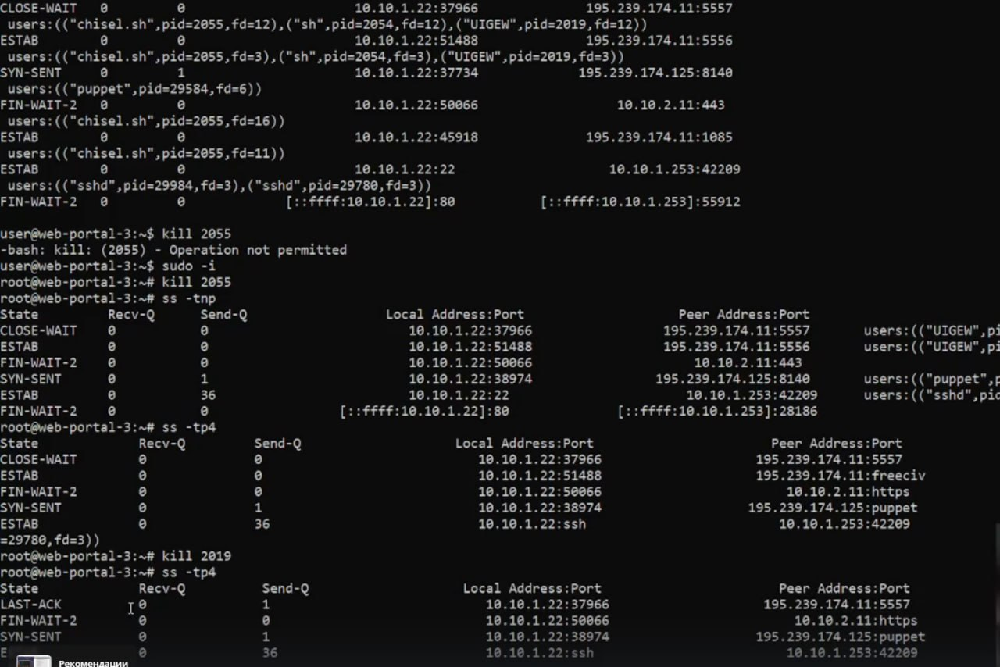 CLOSE-WAIT 0 0 10.10.1.22:37966 195.239.174.11:5557
users:(("chisel.sh",pid=2055,fd=12),("sh",pid=2054,fd=12),("UIGEW",pid=2019,fd=12))
ESTAB 0 0 10.10.1.22:51488 195.239.174.11:5556
users:(("chisel.sh",pid=2055,fd=3),("sh",pid=2054,fd=3),("UIGEW",pid=2019,fd=3))
SYN-SENT 0 1 10.10.1.22:37734 195.239.174.125:8140
users:(("puppet",pid=29584,fd=6))
FIN-WAIT-2 0 0 10.10.1.22:50066 10.10.2.11:443
users:(("chisel.sh",pid=2055,fd=16))
ESTAB 0 0 10.10.1.22:45918 195.239.174.11:1085
users:(("chisel.sh",pid=2055,fd=11))
ESTAB 0 0 10.10.1.22:22 10.10.1.253:42209
users:(("sshd",pid=29984,fd=3),("sshd",pid=29780,fd=3))
FIN-WAIT-2 0 0 [::ffff:10.10.1.22]:80 [::ffff:10.10.1.253]:55912
user@web-portal-3:~$ kill 2055
-bash: kill: (2055) - Operation not permitted
user@web-portal-3:~$ sudo -i
root@web-portal-3:~# kill 2055
root@web-portal-3:~# ss -tnp
State Recv-Q Send-Q Local Address:Port Peer Address:Port
CLOSE-WAIT 0 0 10.10.1.22:37966 195.239.174.11:5557 users:(("UIGEW",pi
ESTAB 0 0 10.10.1.22:51488 195.239.174.11:5556 users:(("UIGEW",pi
FIN-WAIT-2 0 0 10.10.1.22:50066 10.10.2.11:443
SYN-SENT 0 1 10.10.1.22:38974 195.239.174.125:8140 users:(("puppet",p
ESTAB 0 36 10.10.1.22:22 10.10.1.253:42209 users:(("sshd",pid
FIN-WAIT-2 0 0 [::ffff:10.10.1.22]:80 [::ffff:10.10.1.253]:28186
root@web-portal-3:~# ss -tp4
State Recv-Q Send-Q Local Address:Port Peer Address:Port
CLOSE-WAIT 0 0 10.10.1.22:37966 195.239.174.11:5557
ESTAB 0 0 10.10.1.22:51488 195.239.174.11:freeciv
FIN-WAIT-2 0 0 10.10.1.22:50066 10.10.2.11:https
SYN-SENT 0 1 10.10.1.22:38974 195.239.174.125:puppet
ESTAB 0 36 10.10.1.22:ssh 10.10.1.253:42209
=29780,fd=3))
root@web-portal-3:~# kill 2019
root@web-portal-3:~# ss -tp4
State Recv-Q Send-Q Local Address:Port Peer Address:Port
LAST-ACK 0 1 10.10.1.22:37966 195.239.174.11:5557
FIN-WAIT-2 0 0 10.10.1.22:50066 10.10.2.11:https
SYN-SENT 0 1 10.10.1.22:38974 195.239.174.125:puppet
0 36 10.10.1.22:ssh 10.10.1.253:42209
Рекомендации